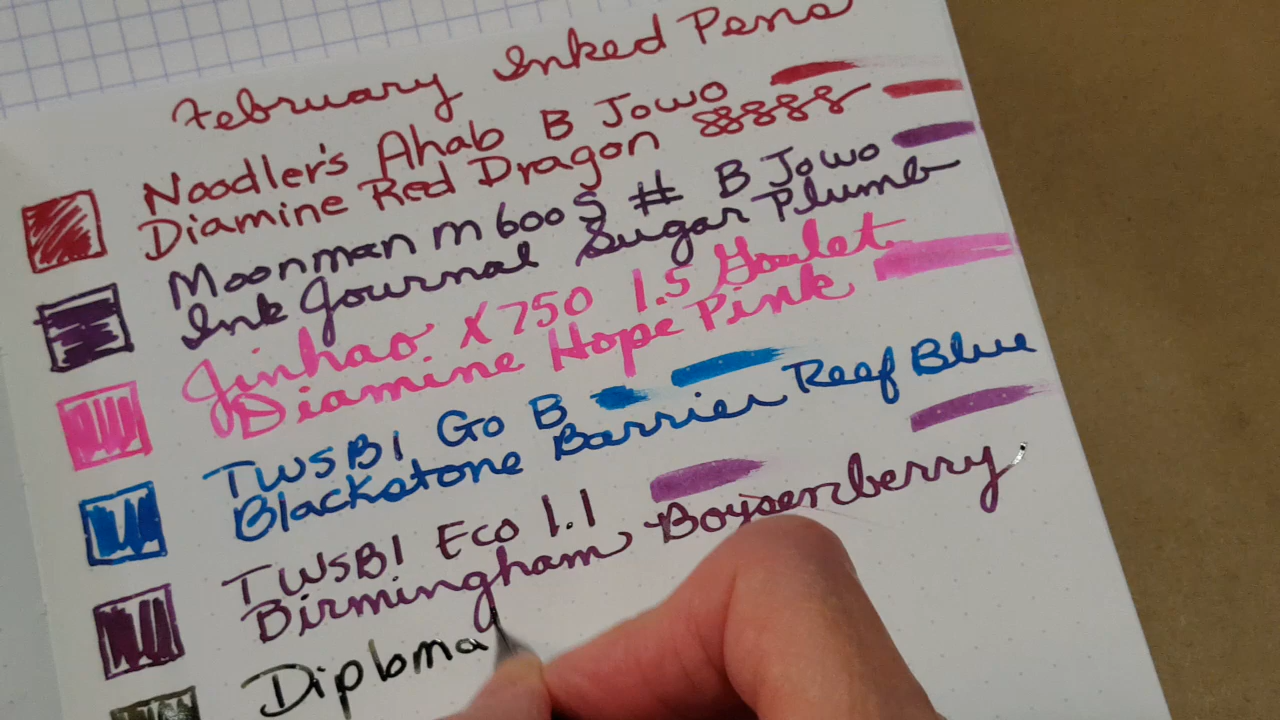 February Inked Pens
Noodler's Ahab B Jowo
Diamine Red Dragon
Moonman M600S # B Jowo
Ink Journal Sugar Plumb
Jinhao X750 1.5 Goulet
Diamine Hope Pink
TWSBI Go B
Blackstone Barrier Reef Blue
TWSBI Eco 1.1
Birmingham Boysenberry
Diploma